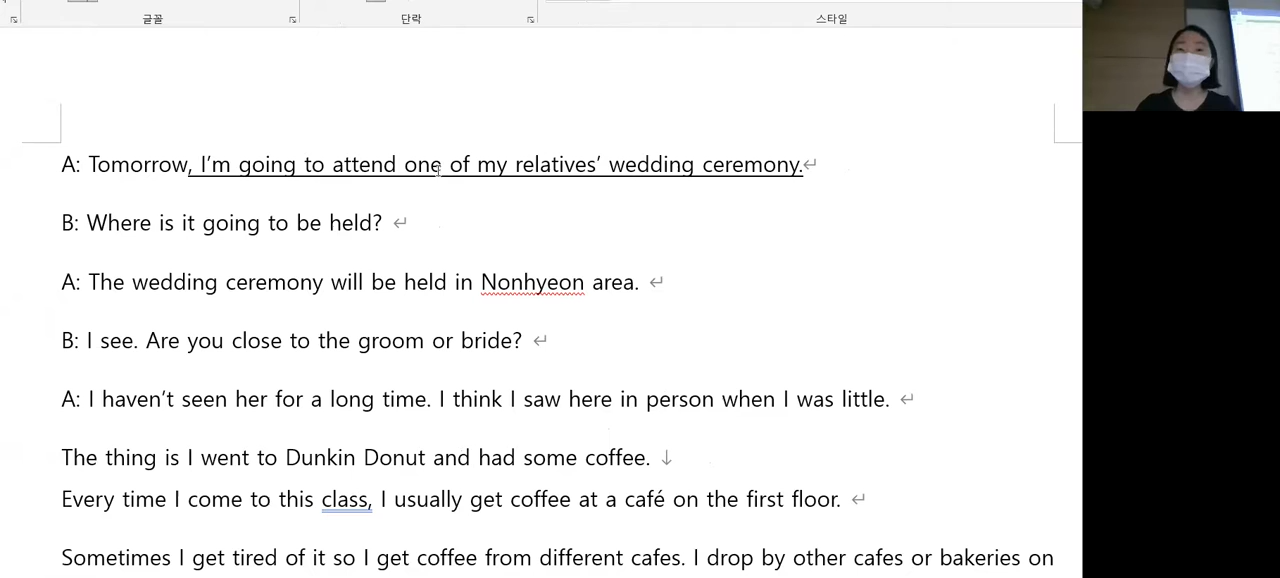 글꼴
단락
스타일
A: Tomorrow, I’m going to attend one of my relatives’ wedding ceremony.
B: Where is it going to be held?
A: The wedding ceremony will be held in Nonhyeon area.
B: I see. Are you close to the groom or bride?
A: I haven’t seen her for a long time. I think I saw here in person when I was little.
The thing is I went to Dunkin Donut and had some coffee.
Every time I come to this class, I usually get coffee at a café on the first floor.
Sometimes I get tired of it so I get coffee from different cafes. I drop by other cafes or bakeries on